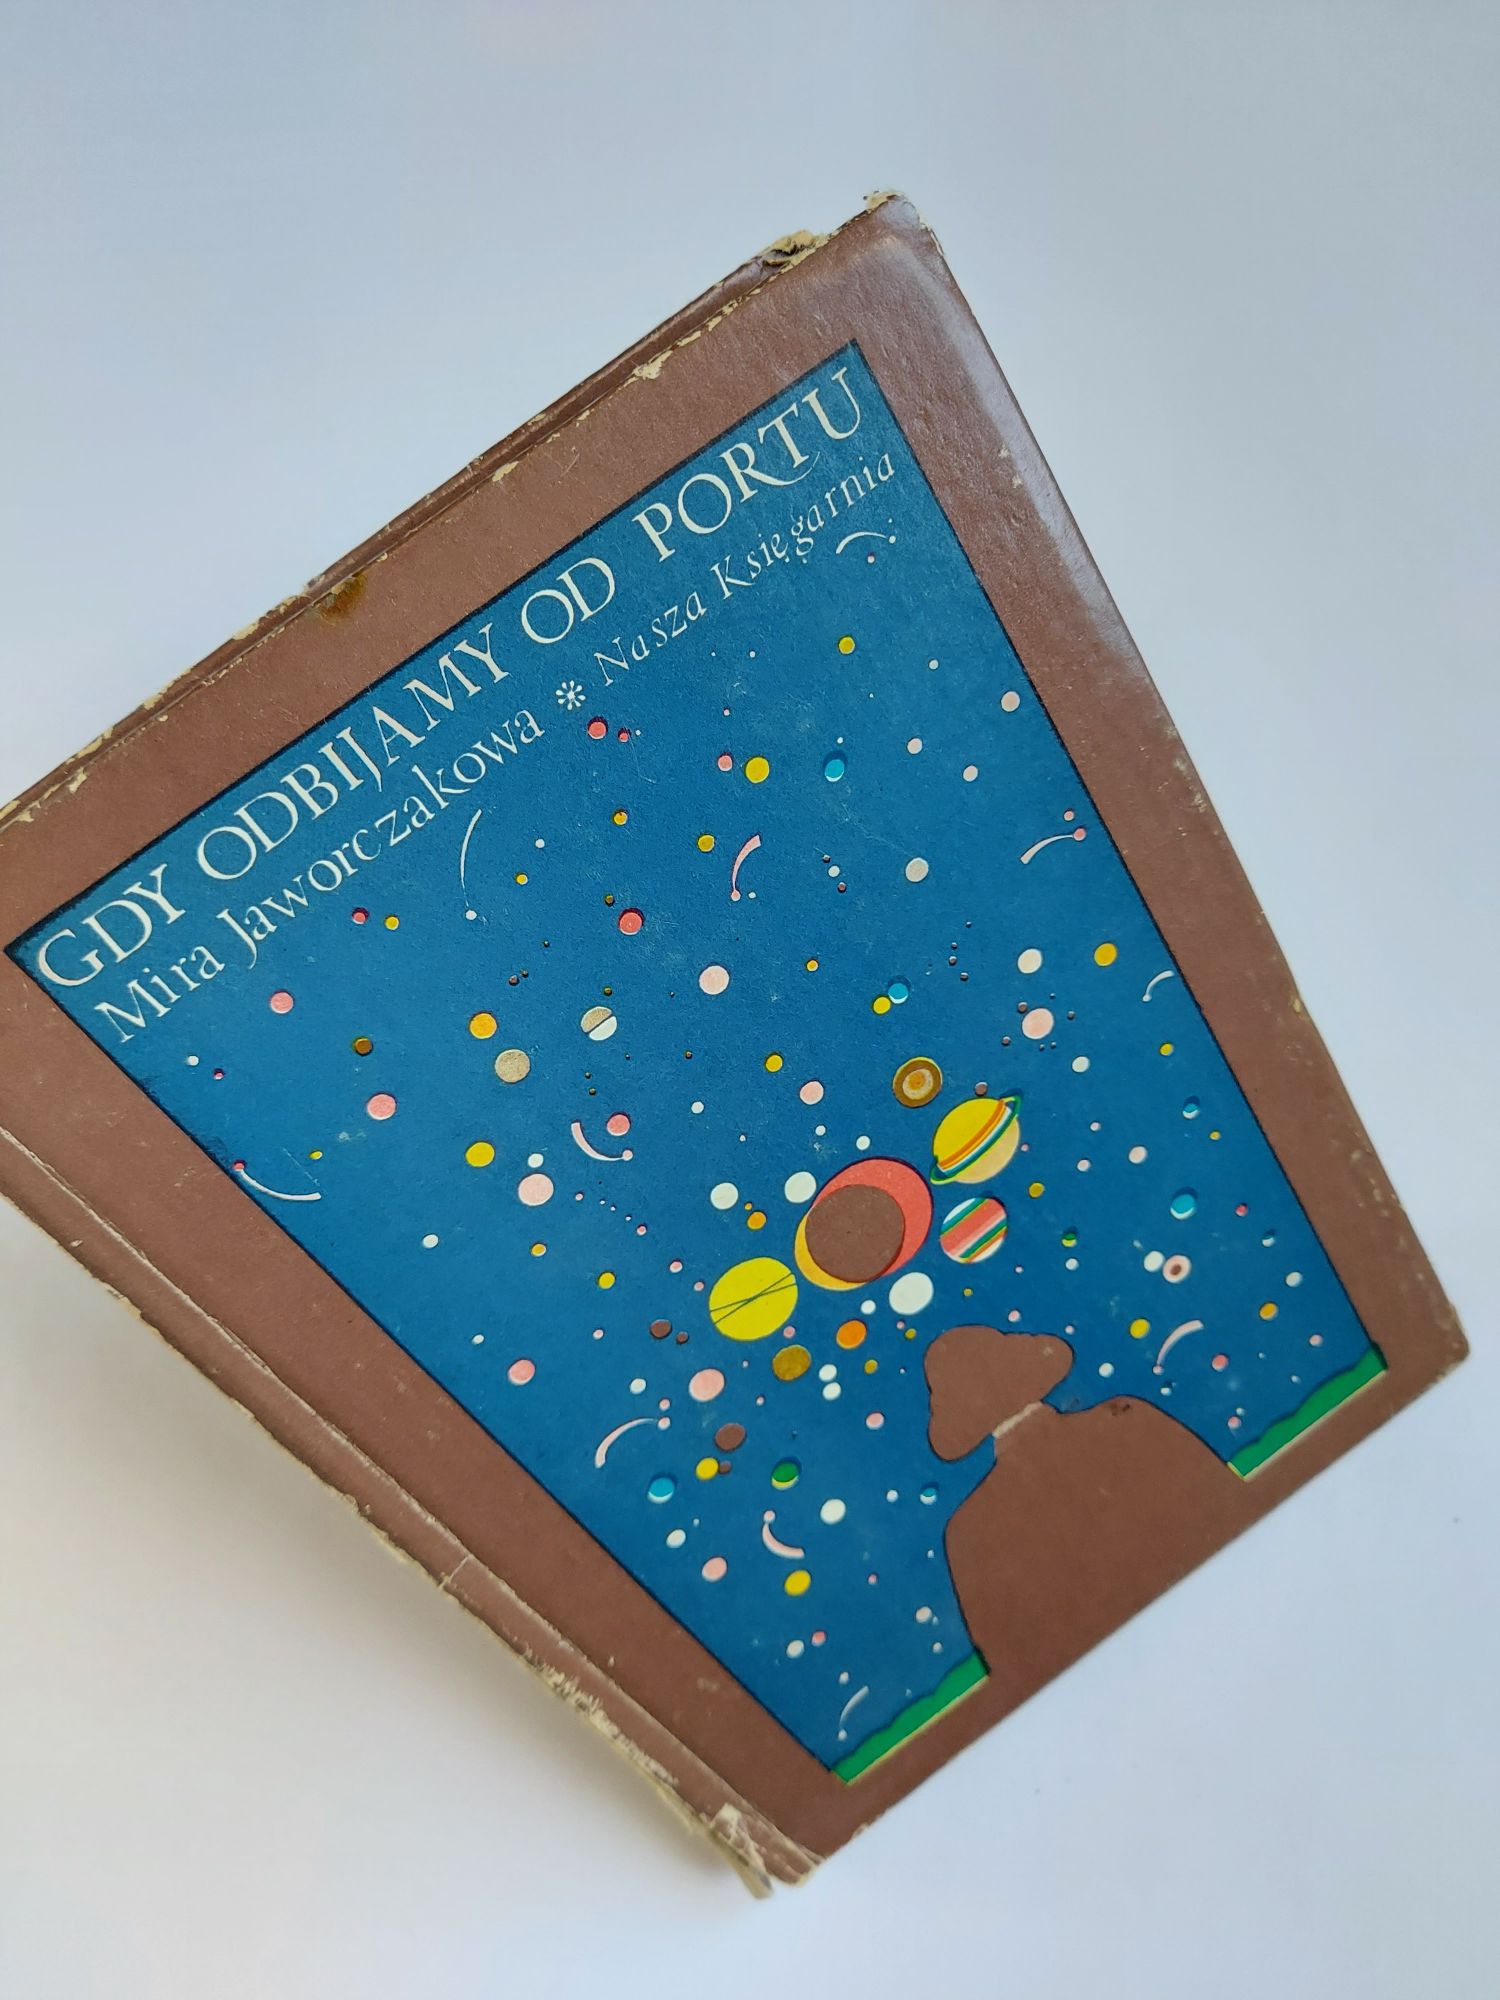 GDY ODBIJAMY OD PORTU
Mira Jaworczakowa * Nasza Księgarnia